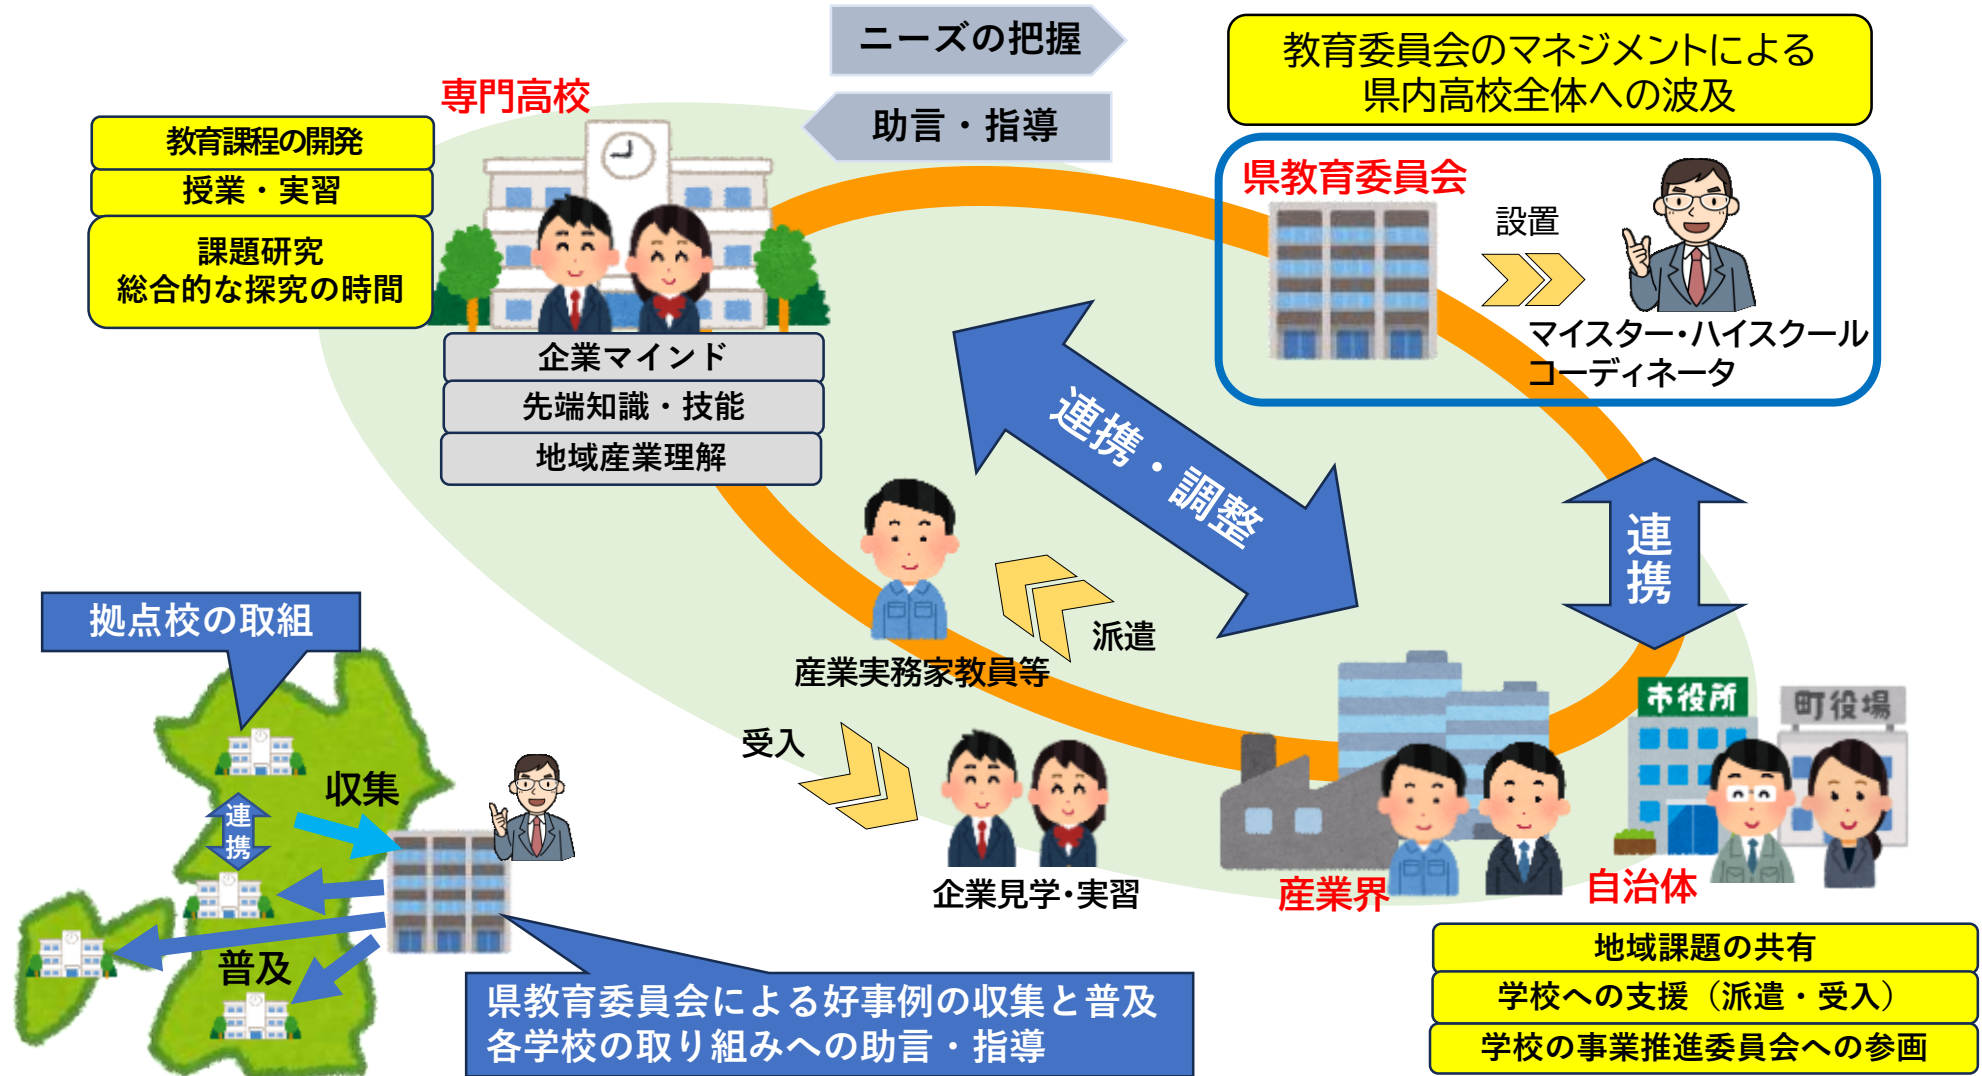 ニーズの把握
助言・指導
教育委員会のマネジメントによる
県内高校全体への波及
専門高校
教育課程の開発
授業・実習
課題研究
総合的な探究の時間
企業マインド
先端知識・技能
地域産業理解
県教育委員会
設置
マイスター・ハイスクール
コーディネータ
連携・調整
連携
派遣
産業実務家教員等
受入
企業見学・実習
産業界
市役所
町役場
自治体
地域課題の共有
学校への支援（派遣・受入）
学校の事業推進委員会への参画
拠点校の取組
収集
連携
普及
県教育委員会による好事例の収集と普及
各学校の取り組みへの助言・指導